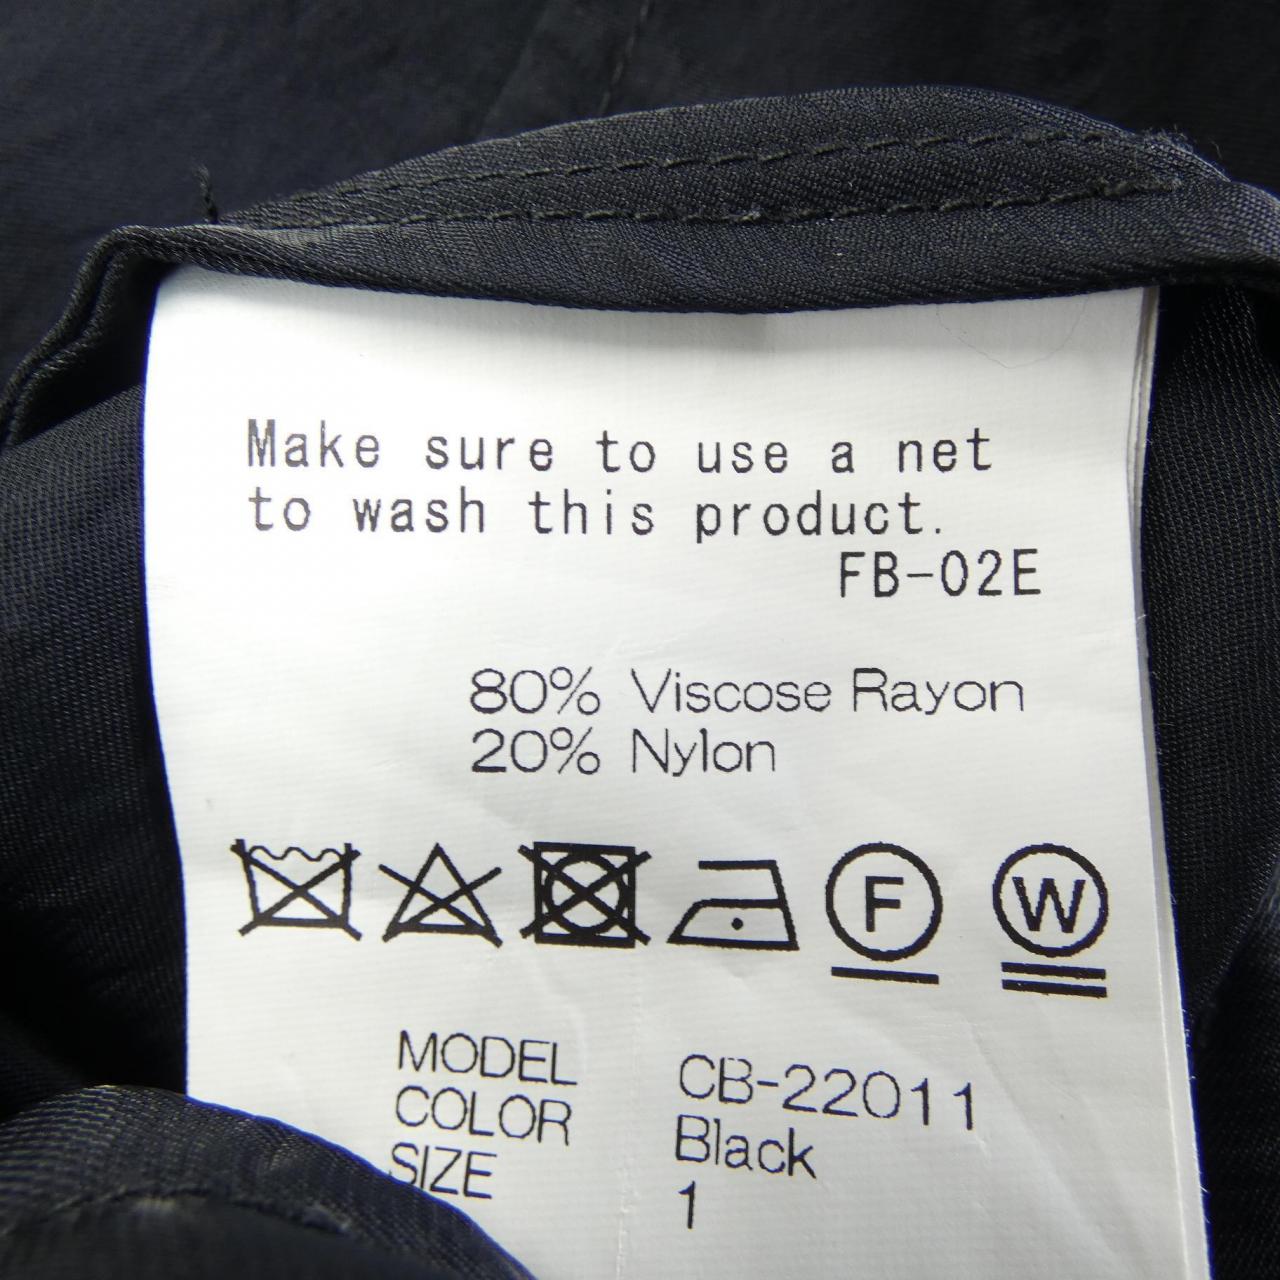 Make sure to use a net
to wash this product.
FB-02E
80% Viscose Rayon
20% Nylon
F W
MODEL CB-22011
COLOR Black
SIZE 1